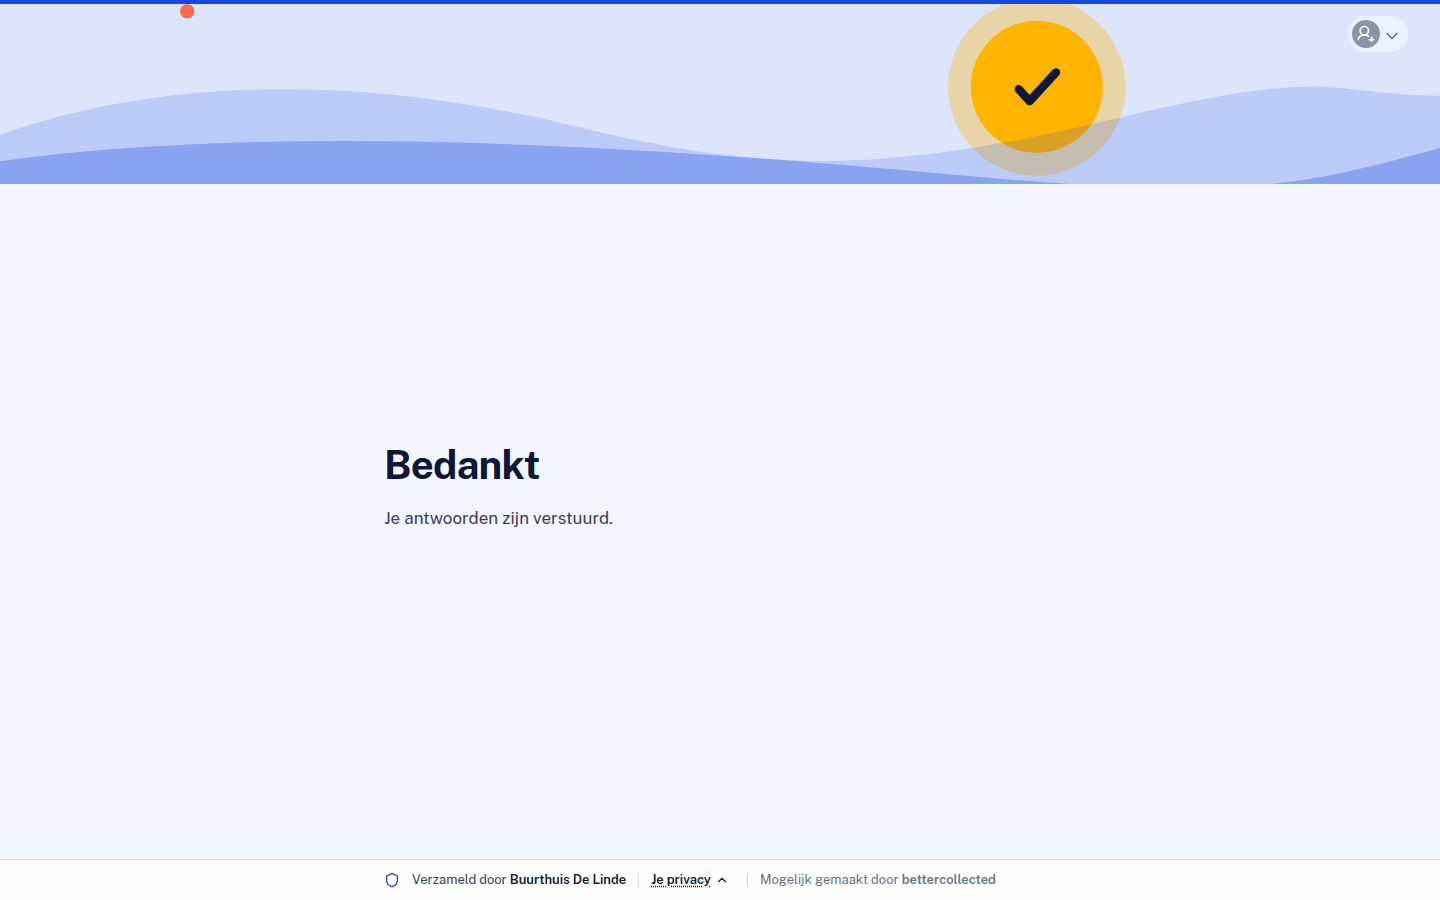 Bedankt
Je antwoorden zijn verstuurd.
Verzameld door Buurthuis De Linde
Je privacy
Mogelijk gemaakt door bettercollected